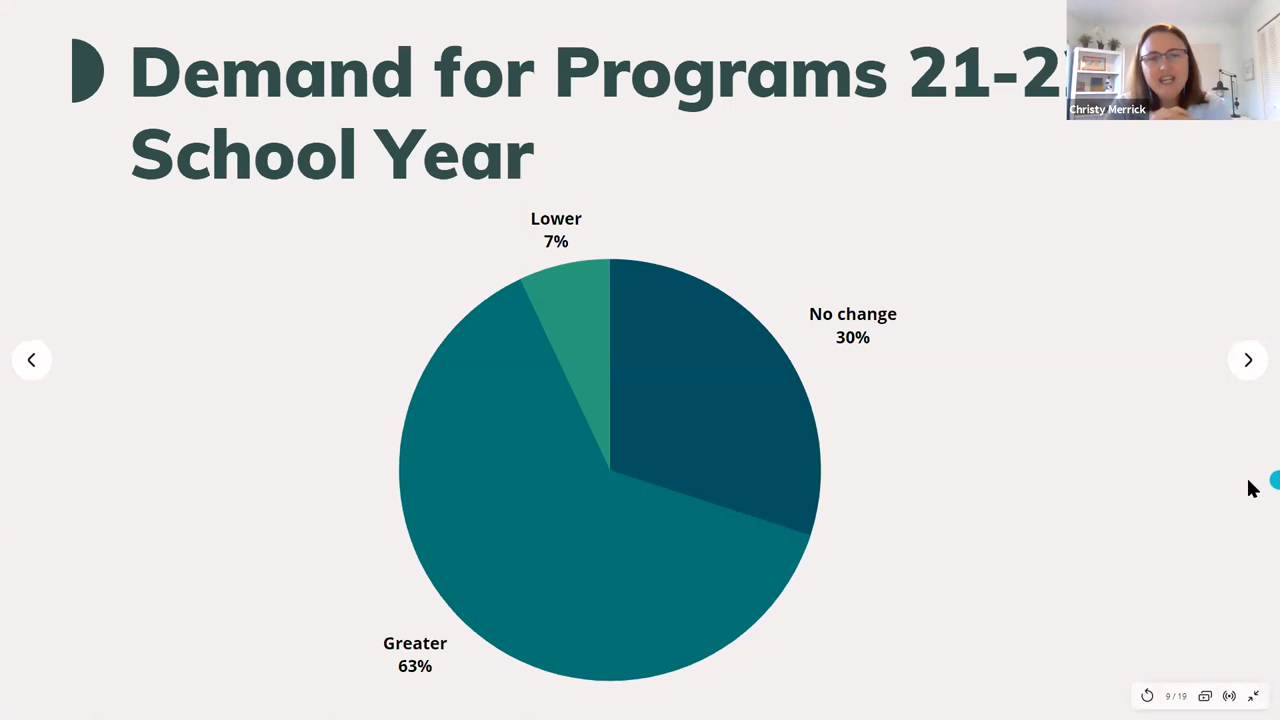 Demand for Programs 21-2
School Year
Christy Merrick
Lower
7%
No change
30%
Greater
63%
9 / 19